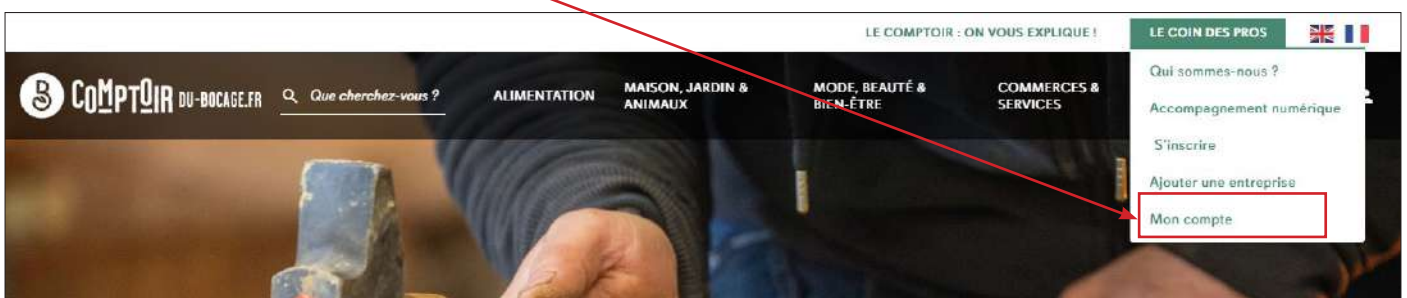 LE COMPTOIR : ON VOUS EXPLIQUE !
LE COIN DES PROS
B
COMPTOIR DU-BOCAGE.FR
Que cherchez-vous ?
ALIMENTATION
MAISON, JARDIN &
ANIMAUX
MODE, BEAUTÉ &
BIEN-ÊTRE
COMMERCES &
SERVICES
Qui sommes-nous ?
Accompagnement numérique
S'inscrire
Ajouter une entreprise
Mon compte